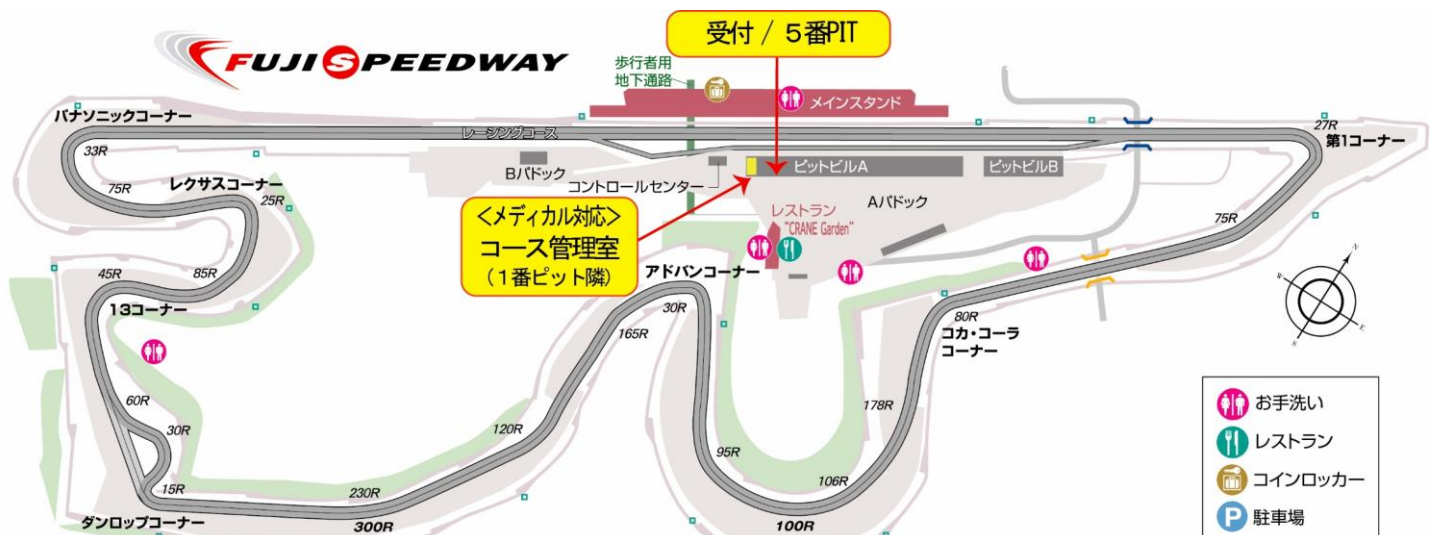 FUJI SPEEDWAY
受付 / 5番PIT
歩行者用
地下通路
メインスタンド
パナソニックコーナー
レーシングコース
27R
第1コーナー
33R
75R
レクサスコーナー
25R
Bパドック
コントロールセンター
ピットビルA
ピットビルB
<メディカル対応>
コース管理室
(1番ピット隣)
レストラン
"CRANE Garden"
Aパドック
75R
45R
85R
13コーナー
アドバンコーナー
30R
165R
80R
コカ・コーラ
コーナー
N
W
E
S
60R
30R
15R
ダンロップコーナー
230R
300R
120R
95R
106R
100R
178R
お手洗い
レストラン
コインロッカー
P 駐車場